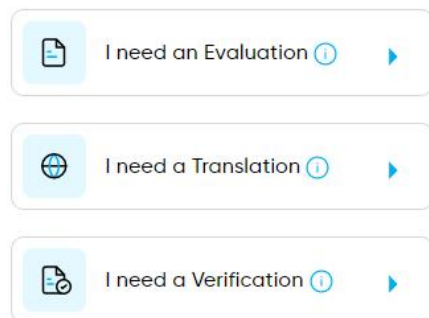 I need an Evaluation
I need a Translation
I need a Verification